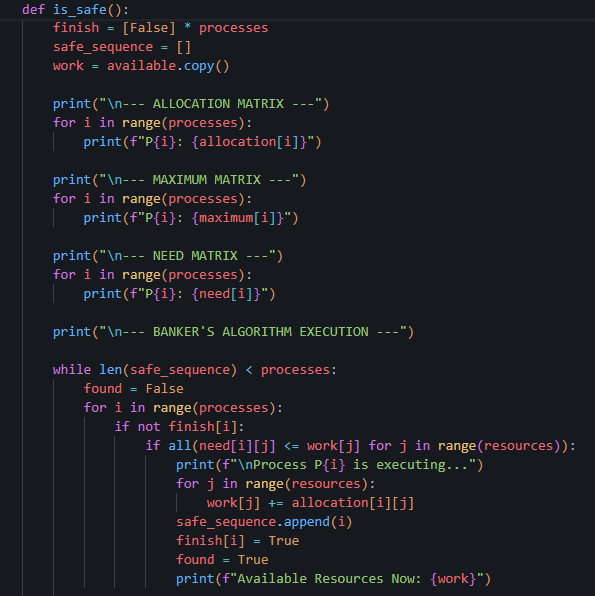 def is_safe():
    finish = [False] * processes
    safe_sequence = []
    work = available.copy()

    print("\n--- ALLOCATION MATRIX ---")
    for i in range(processes):
        print(f"P{i}: {allocation[i]}")

    print("\n--- MAXIMUM MATRIX ---")
    for i in range(processes):
        print(f"P{i}: {maximum[i]}")

    print("\n--- NEED MATRIX ---")
    for i in range(processes):
        print(f"P{i}: {need[i]}")

    print("\n--- BANKER'S ALGORITHM EXECUTION ---")

    while len(safe_sequence) < processes:
        found = False
        for i in range(processes):
            if not finish[i]:
                if all(need[i][j] <= work[j] for j in range(resources)):
                    print(f"\nProcess P{i} is executing...")
                    for j in range(resources):
                        work[j] += allocation[i][j]
                    safe_sequence.append(i)
                    finish[i] = True
                    found = True
                    print(f"Available Resources Now: {work}")